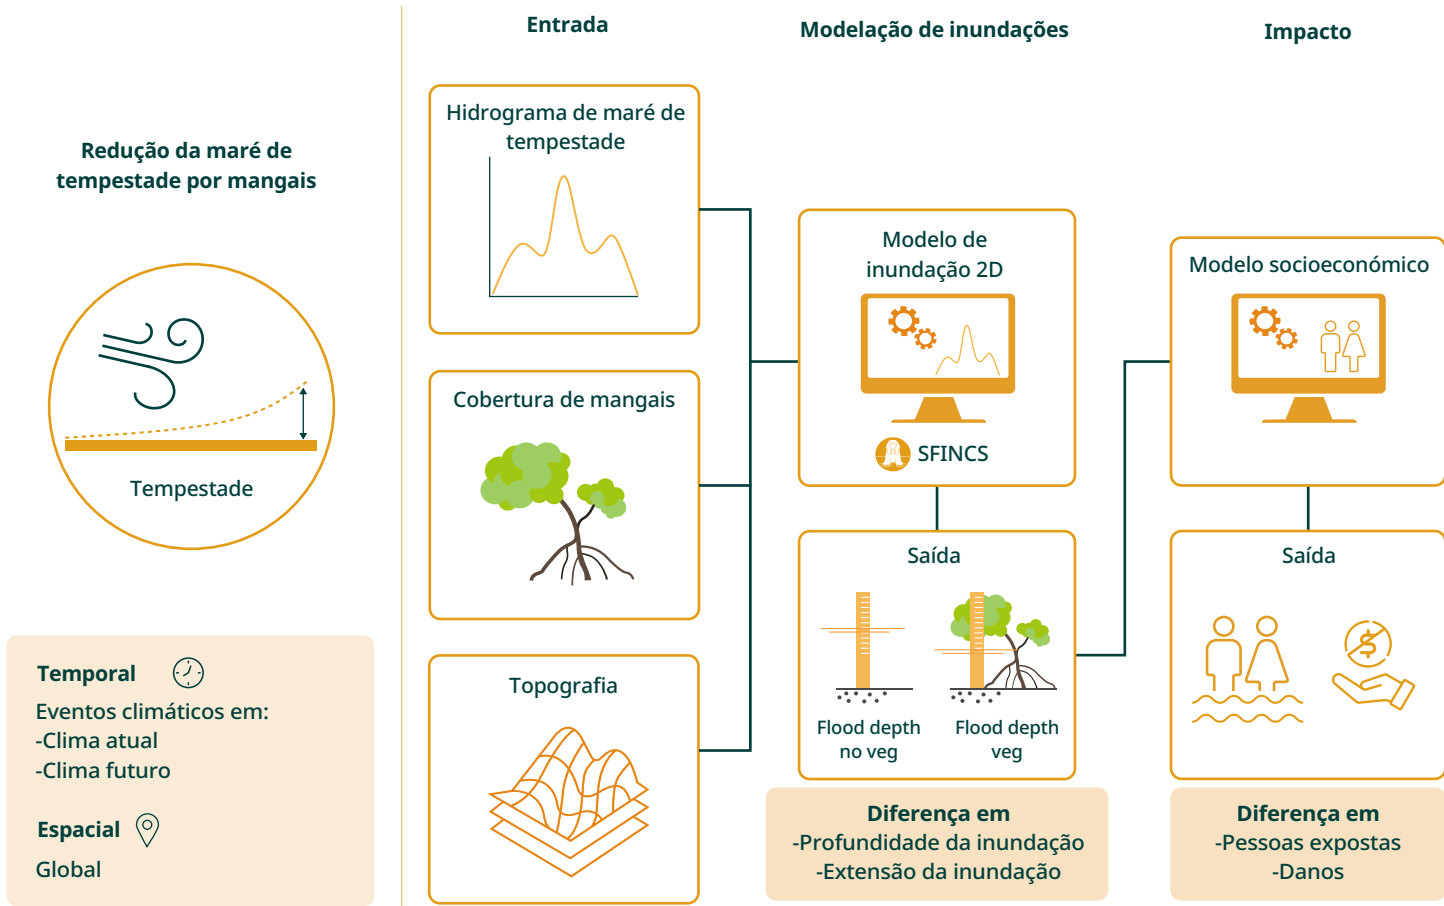 Redução da maré de
tempestade por mangais
Tempestade
Temporal
Eventos climáticos em:
-Clima atual
-Clima futuro
Espacial
Global
Entrada
Hidrograma de maré de
tempestade
Cobertura de mangais
Topografia
Modelação de inundações
Modelo de
inundação 2D
SFINCS
Saída
Flood depth
no veg
Flood depth
veg
Diferença em
-Profundidade da inundação
-Extensão da inundação
Impacto
Modelo socioeconómico
Saída
$
Diferença em
-Pessoas expostas
-Danos